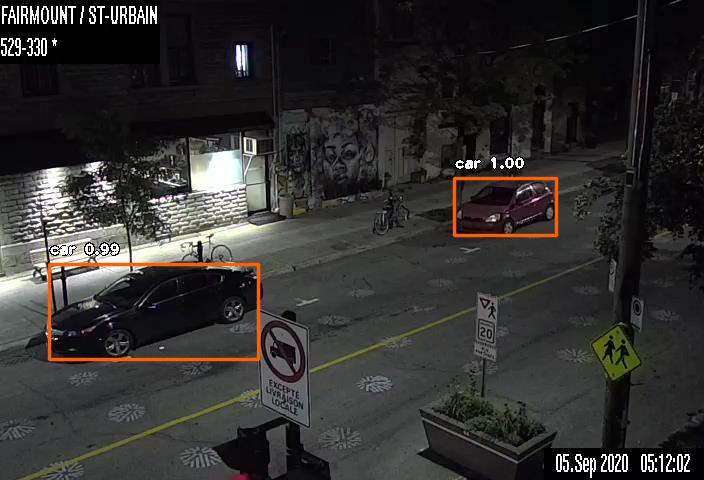 FAIRMOUNT / ST-URBAIN
529-330 *
car 1.00
car 0.99
20
EXCEPTÉ
LIVRAISON
LOCALE
05.Sep 2020 05:12:02